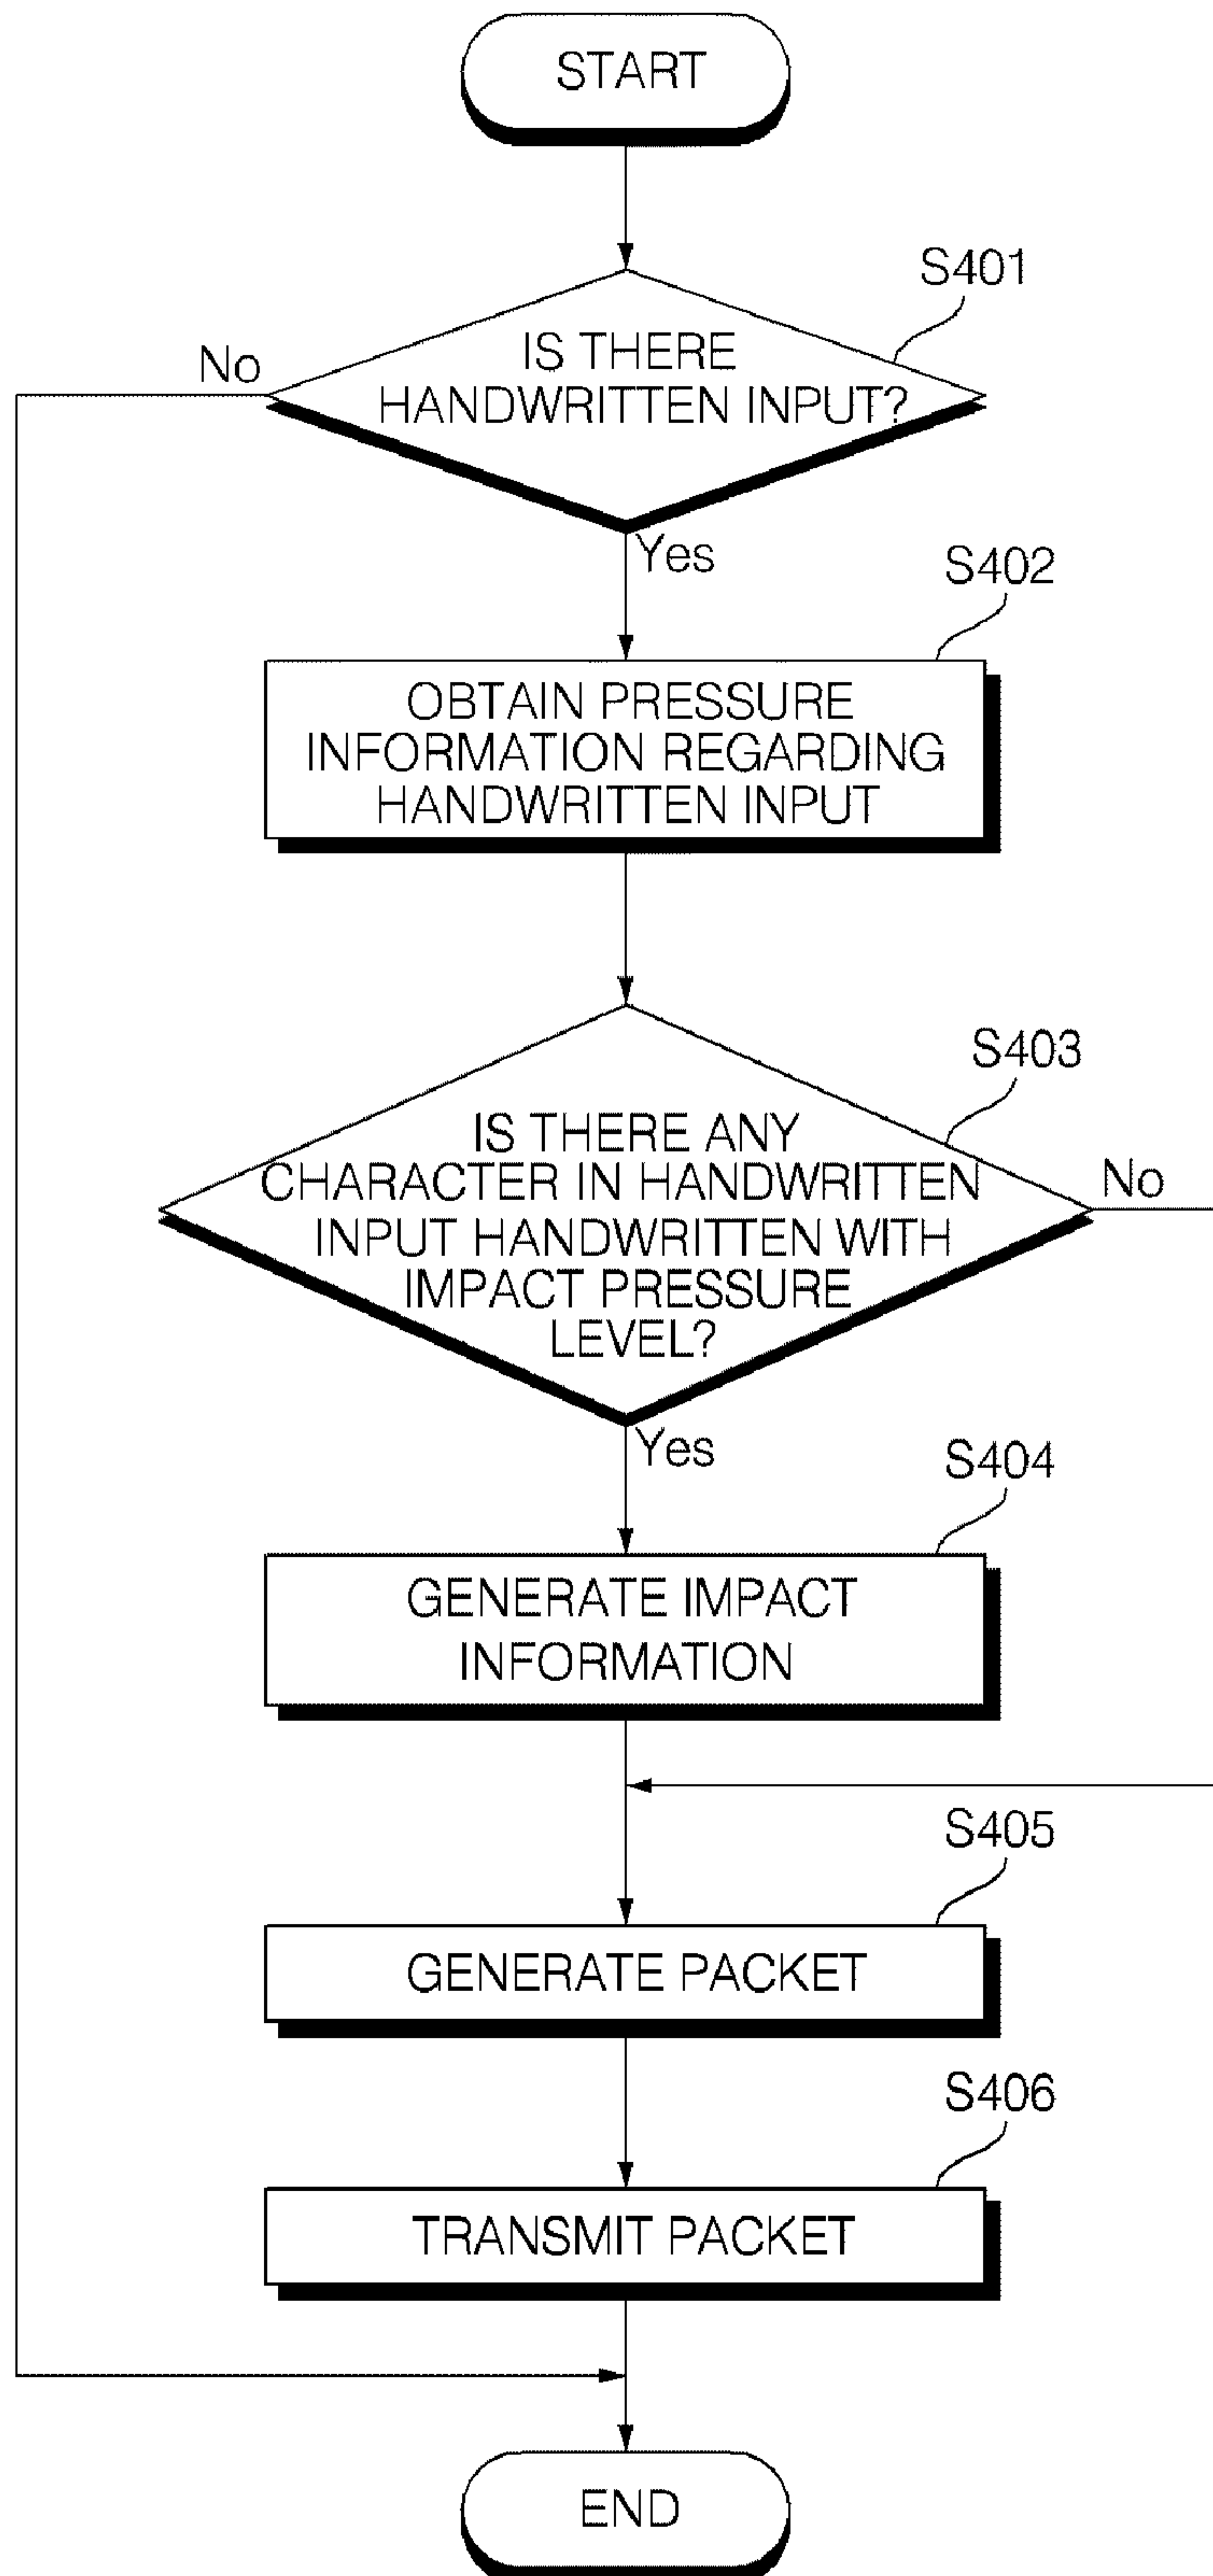 START
S401
IS THERE
HANDWRITTEN INPUT?
No
Yes
S402
OBTAIN PRESSURE
INFORMATION REGARDING
HANDWRITTEN INPUT
S403
IS THERE ANY
CHARACTER IN HANDWRITTEN
INPUT HANDWRITTEN WITH
IMPACT PRESSURE
LEVEL?
No
Yes
S404
GENERATE IMPACT
INFORMATION
S405
GENERATE PACKET
S406
TRANSMIT PACKET
END